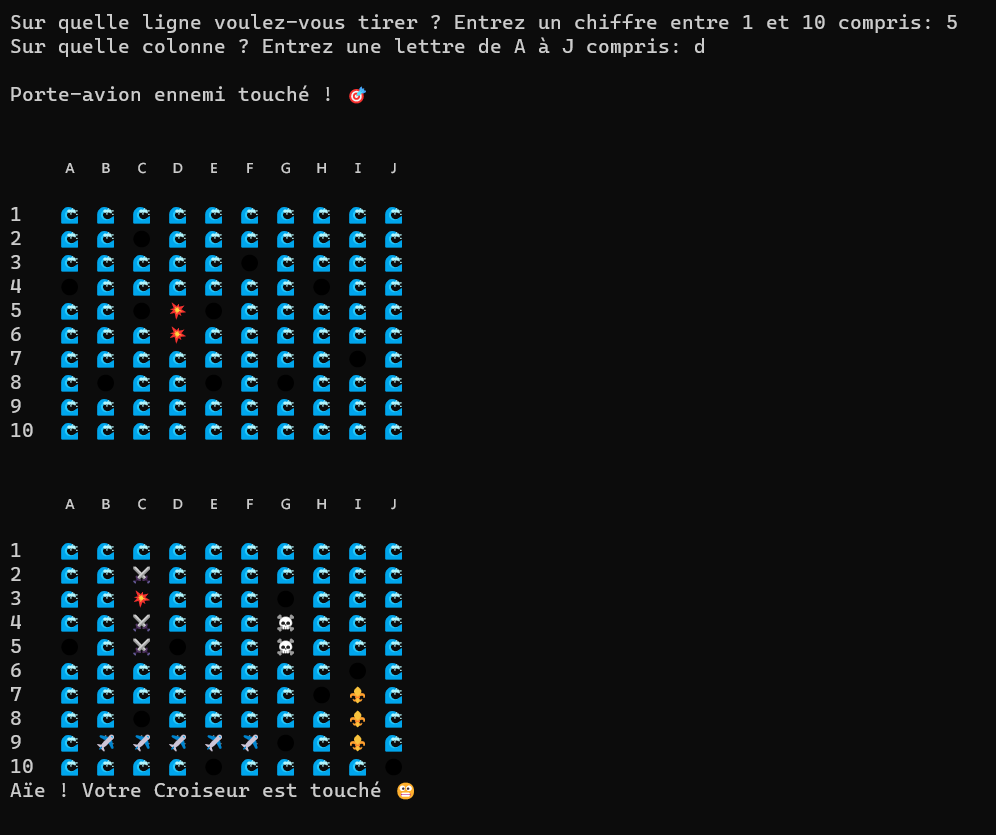 Sur quelle ligne voulez-vous tirer ? Entrez un chiffre entre 1 et 10 compris: 5
Sur quelle colonne ? Entrez une lettre de A à J compris: d
Porte-avion ennemi touché ! 🎯
A B C D E F G H I J
1 🌊 🌊 🌊 🌊 🌊 🌊 🌊 🌊 🌊 🌊
2 🌊 🌊 ⚫ 🌊 🌊 🌊 🌊 🌊 🌊 🌊
3 🌊 🌊 🌊 🌊 🌊 ⚫ 🌊 🌊 🌊 🌊
4 ⚫ 🌊 🌊 🌊 🌊 🌊 🌊 ⚫ 🌊 🌊
5 🌊 🌊 ⚫ 💥 ⚫ 🌊 🌊 🌊 🌊 🌊
6 🌊 🌊 🌊 💥 🌊 🌊 🌊 🌊 🌊 🌊
7 🌊 🌊 🌊 🌊 🌊 🌊 🌊 🌊 ⚫ 🌊
8 🌊 ⚫ 🌊 🌊 ⚫ 🌊 ⚫ 🌊 🌊 🌊
9 🌊 🌊 🌊 🌊 🌊 🌊 🌊 🌊 🌊 🌊
10 🌊 🌊 🌊 🌊 🌊 🌊 🌊 🌊 🌊 🌊
A B C D E F G H I J
1 🌊 🌊 🌊 🌊 🌊 🌊 🌊 🌊 🌊 🌊
2 🌊 🌊 ⚔️ 🌊 🌊 🌊 🌊 🌊 🌊 🌊
3 🌊 🌊 💥 🌊 🌊 🌊 ⚫ 🌊 🌊 🌊
4 🌊 🌊 ⚔️ 🌊 🌊 🌊 ☠️ 🌊 🌊 🌊
5 ⚫ 🌊 ⚔️ ⚫ 🌊 🌊 ☠️ 🌊 🌊 🌊
6 🌊 🌊 🌊 🌊 🌊 🌊 🌊 🌊 ⚫ 🌊
7 🌊 🌊 🌊 🌊 🌊 🌊 🌊 ⚫ ⚜️ 🌊
8 🌊 🌊 ⚫ 🌊 🌊 🌊 🌊 🌊 ⚜️ 🌊
9 🌊 ✈️ ✈️ ✈️ ✈️ ✈️ ⚫ 🌊 ⚜️ 🌊
10 🌊 🌊 🌊 🌊 ⚫ 🌊 🌊 🌊 🌊 ⚫
Aïe ! Votre Croiseur est touché 😬